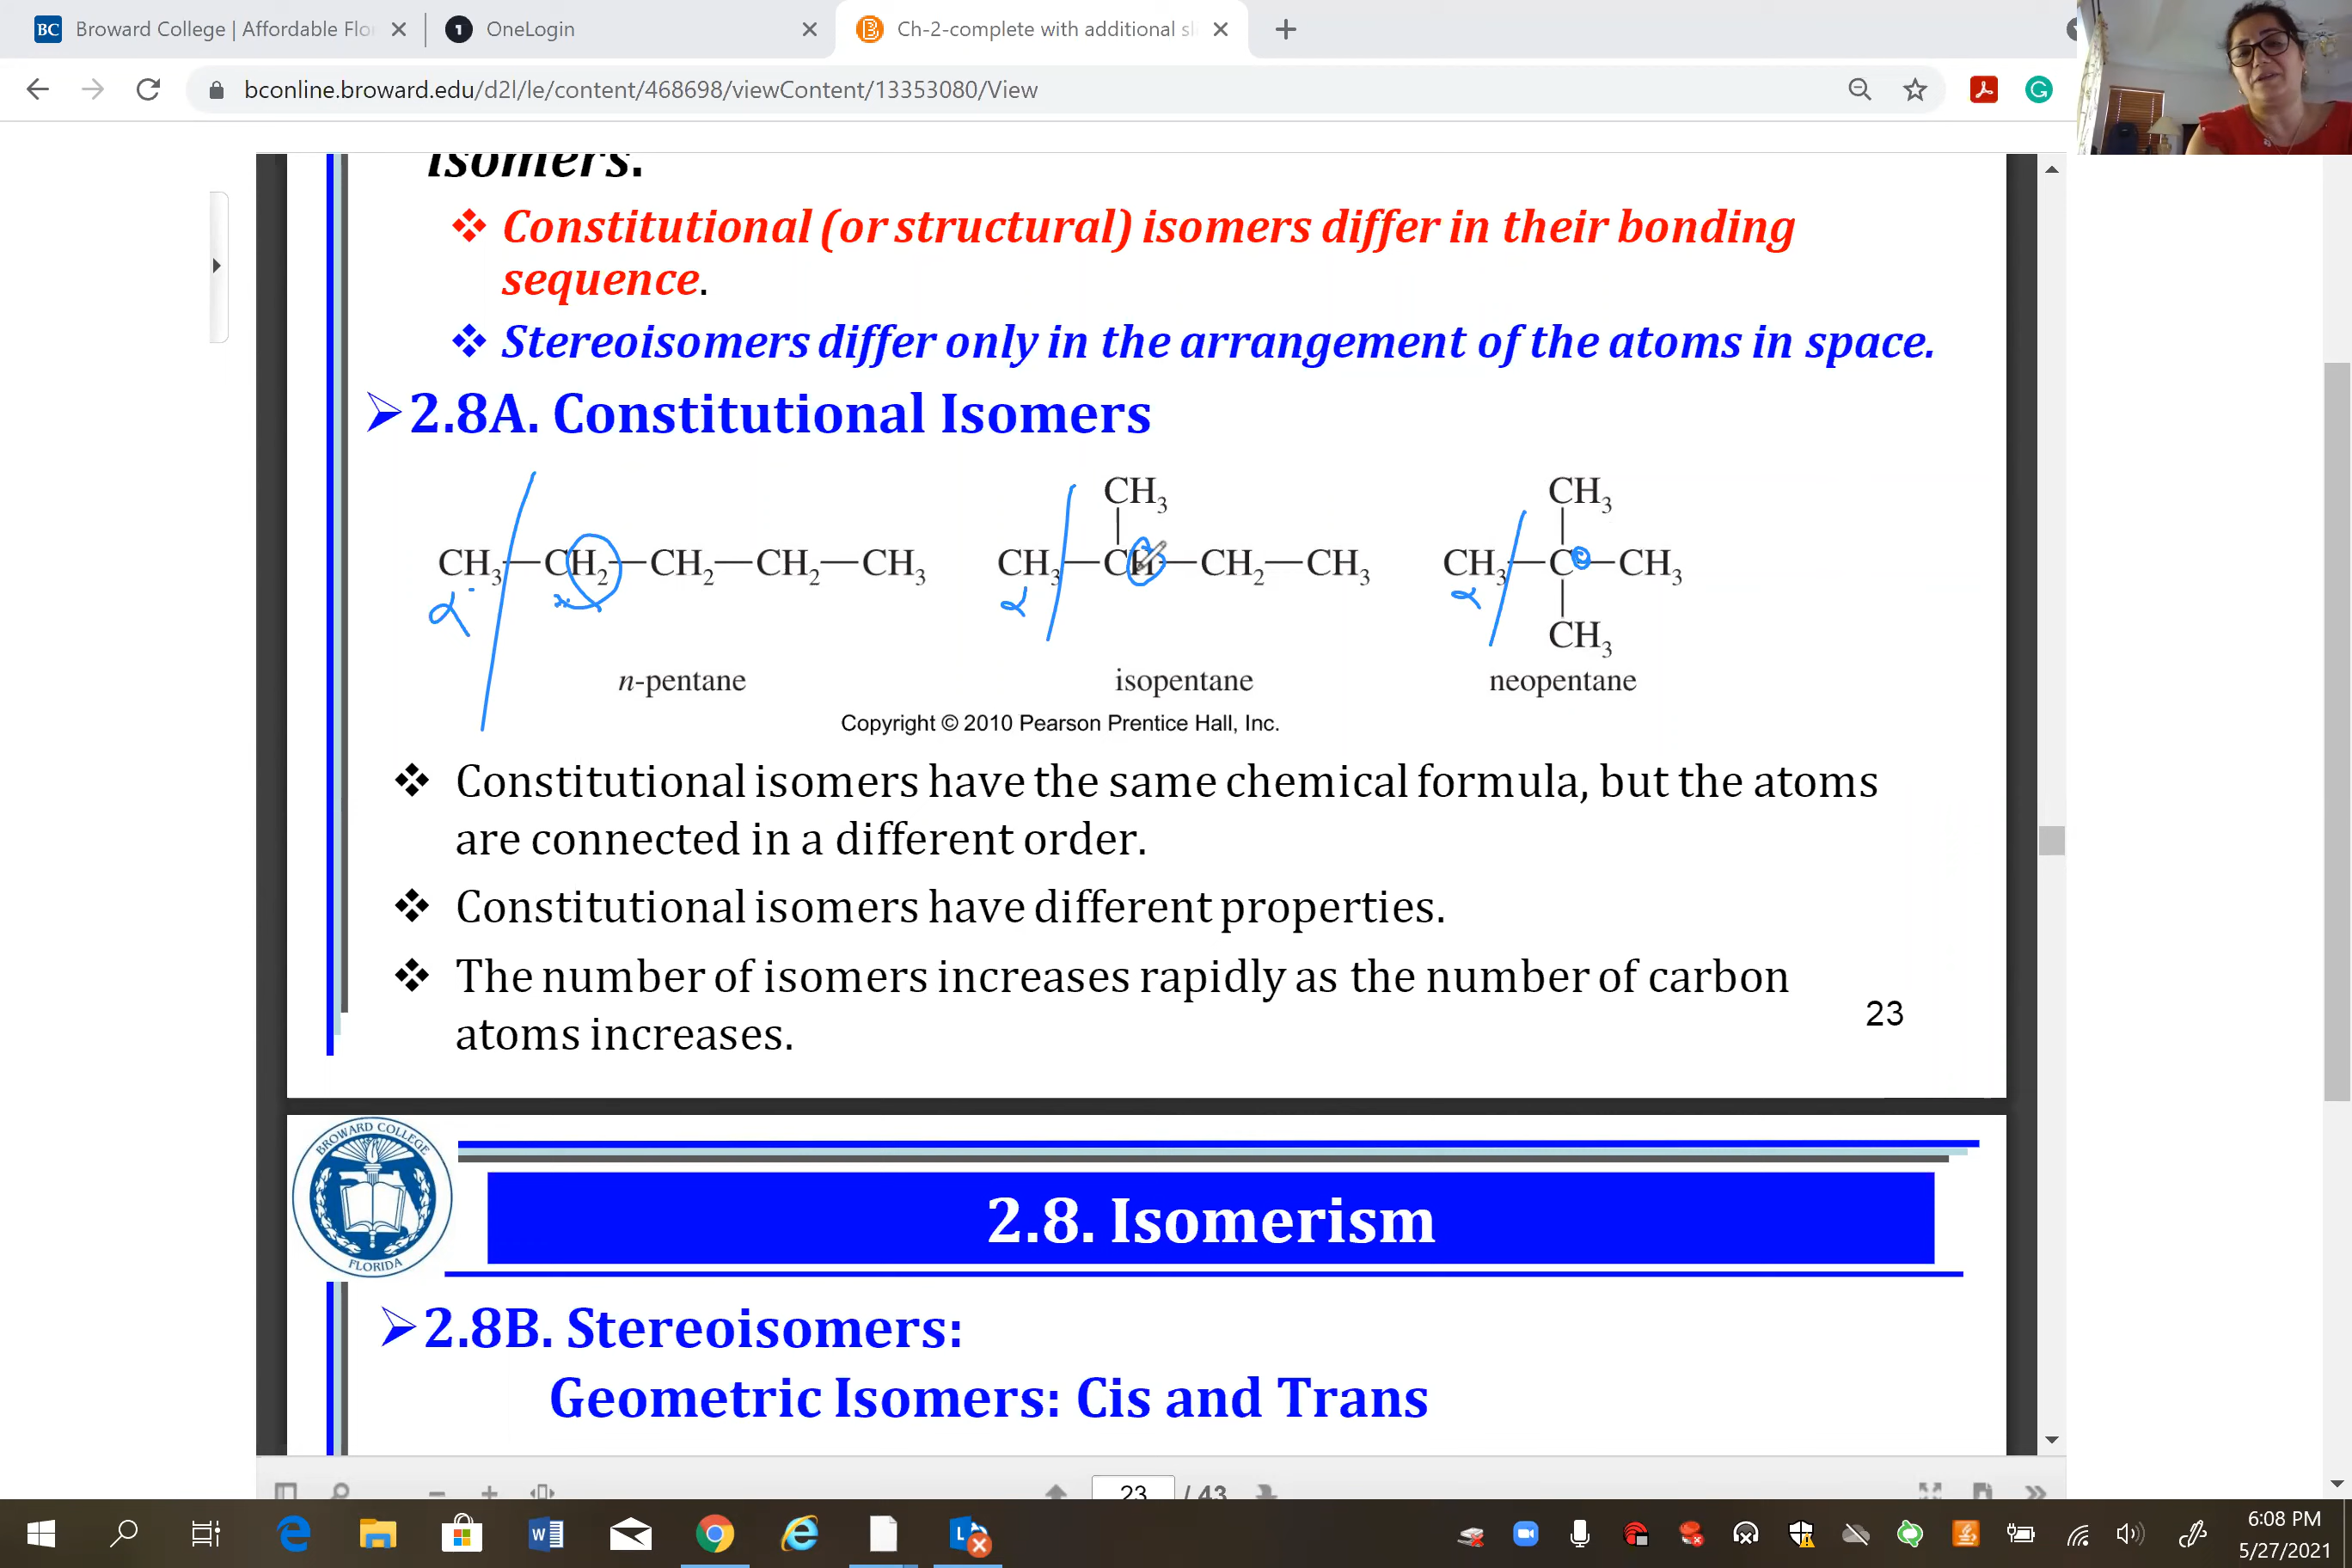 BC Broward College | Affordable Flo
OneLogin
Ch-2-complete with additional sl
bconline.broward.edu/d2l/le/content/468698/viewContent/13353080/View
isomers.
❖ Constitutional (or structural) isomers differ in their bonding
sequence.
❖ Stereoisomers differ only in the arrangement of the atoms in space.
➢2.8A. Constitutional Isomers
CH3 CH3
CH3—CH2—CH2—CH2—CH3 CH3—CH—CH2—CH3 CH3—C—CH3
α α α
CH3
n-pentane isopentane neopentane
Copyright © 2010 Pearson Prentice Hall, Inc.
❖ Constitutional isomers have the same chemical formula, but the atoms
are connected in a different order.
❖ Constitutional isomers have different properties.
❖ The number of isomers increases rapidly as the number of carbon
atoms increases.
23
BROWARD COLLEGE
FLORIDA
2.8. Isomerism
➢2.8B. Stereoisomers:
Geometric Isomers: Cis and Trans
23 / 43
6:08 PM
5/27/2021